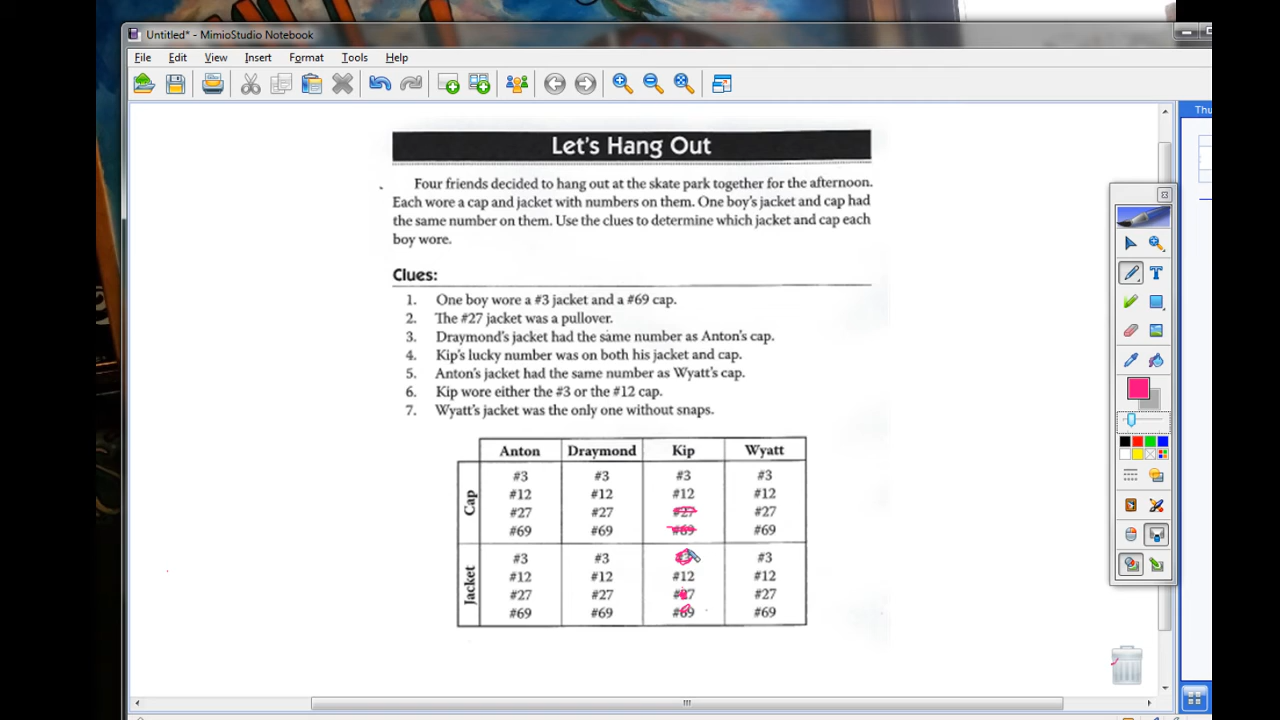 Untitled* - MimioStudio Notebook
File Edit View Insert Format Tools Help
Thu
Let's Hang Out
Four friends decided to hang out at the skate park together for the afternoon.
Each wore a cap and jacket with numbers on them. One boy's jacket and cap had
the same number on them. Use the clues to determine which jacket and cap each
boy wore.
Clues:
1. One boy wore a #3 jacket and a #69 cap.
2. The #27 jacket was a pullover.
3. Draymond's jacket had the same number as Anton's cap.
4. Kip's lucky number was on both his jacket and cap.
5. Anton's jacket had the same number as Wyatt's cap.
6. Kip wore either the #3 or the #12 cap.
7. Wyatt's jacket was the only one without snaps.
Anton Draymond Kip Wyatt
Cap
#3 #3 #3 #3
#12 #12 #12 #12
#27 #27 #27 #27
#69 #69 #69 #69
Jacket
#3 #3 #3
#12 #12 #12 #12
#27 #27 #27 #27
#69 #69 #69 #69
T